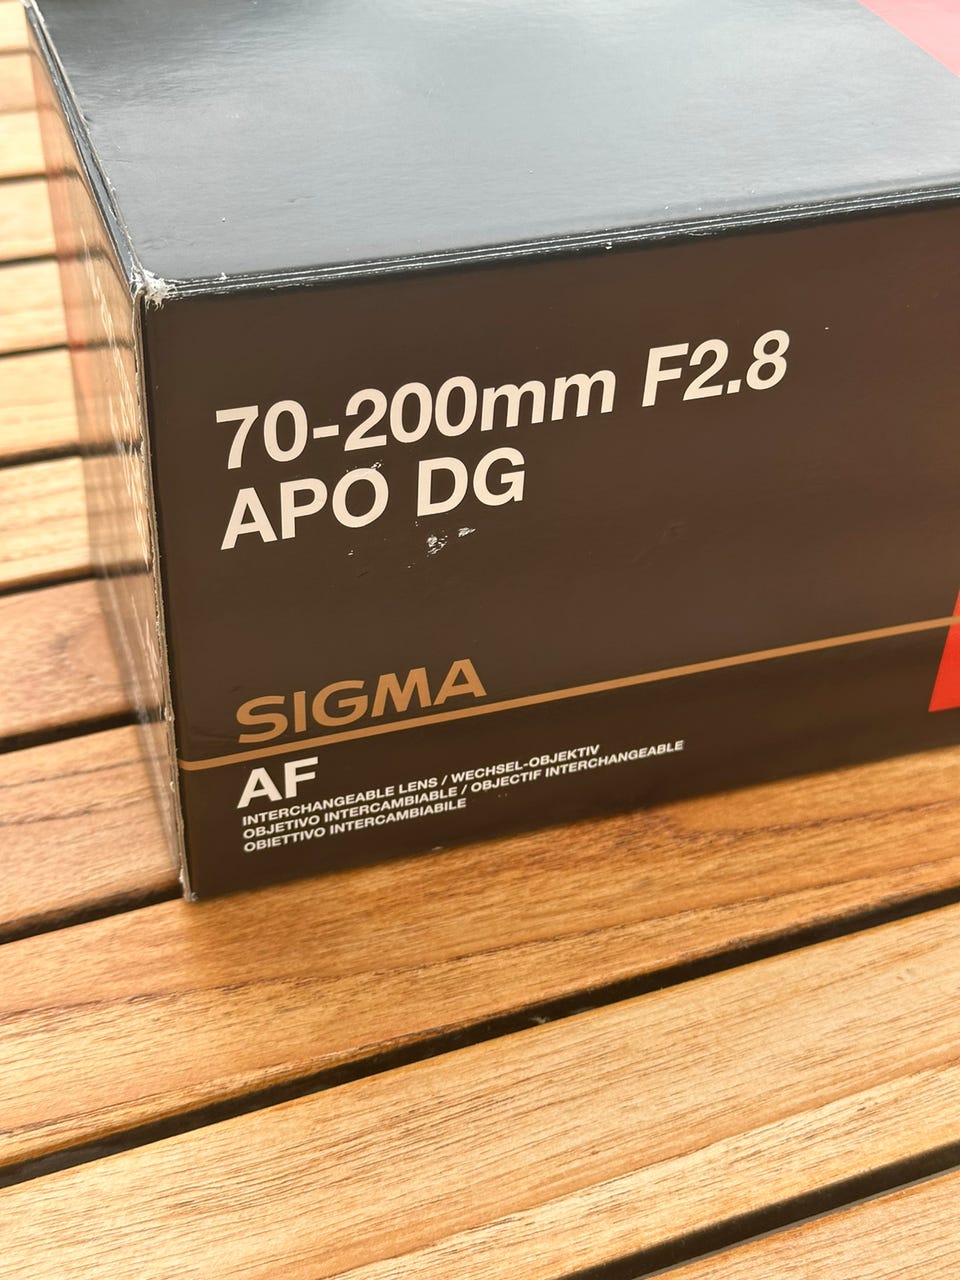 70-200mm F2.8
APO DG
SIGMA
AF
INTERCHANGEABLE LENS / WECHSEL-OBJEKTIV
OBJETIVO INTERCAMBIABLE / OBJECTIF INTERCHANGEABLE
OBIETTIVO INTERCAMBIABILE